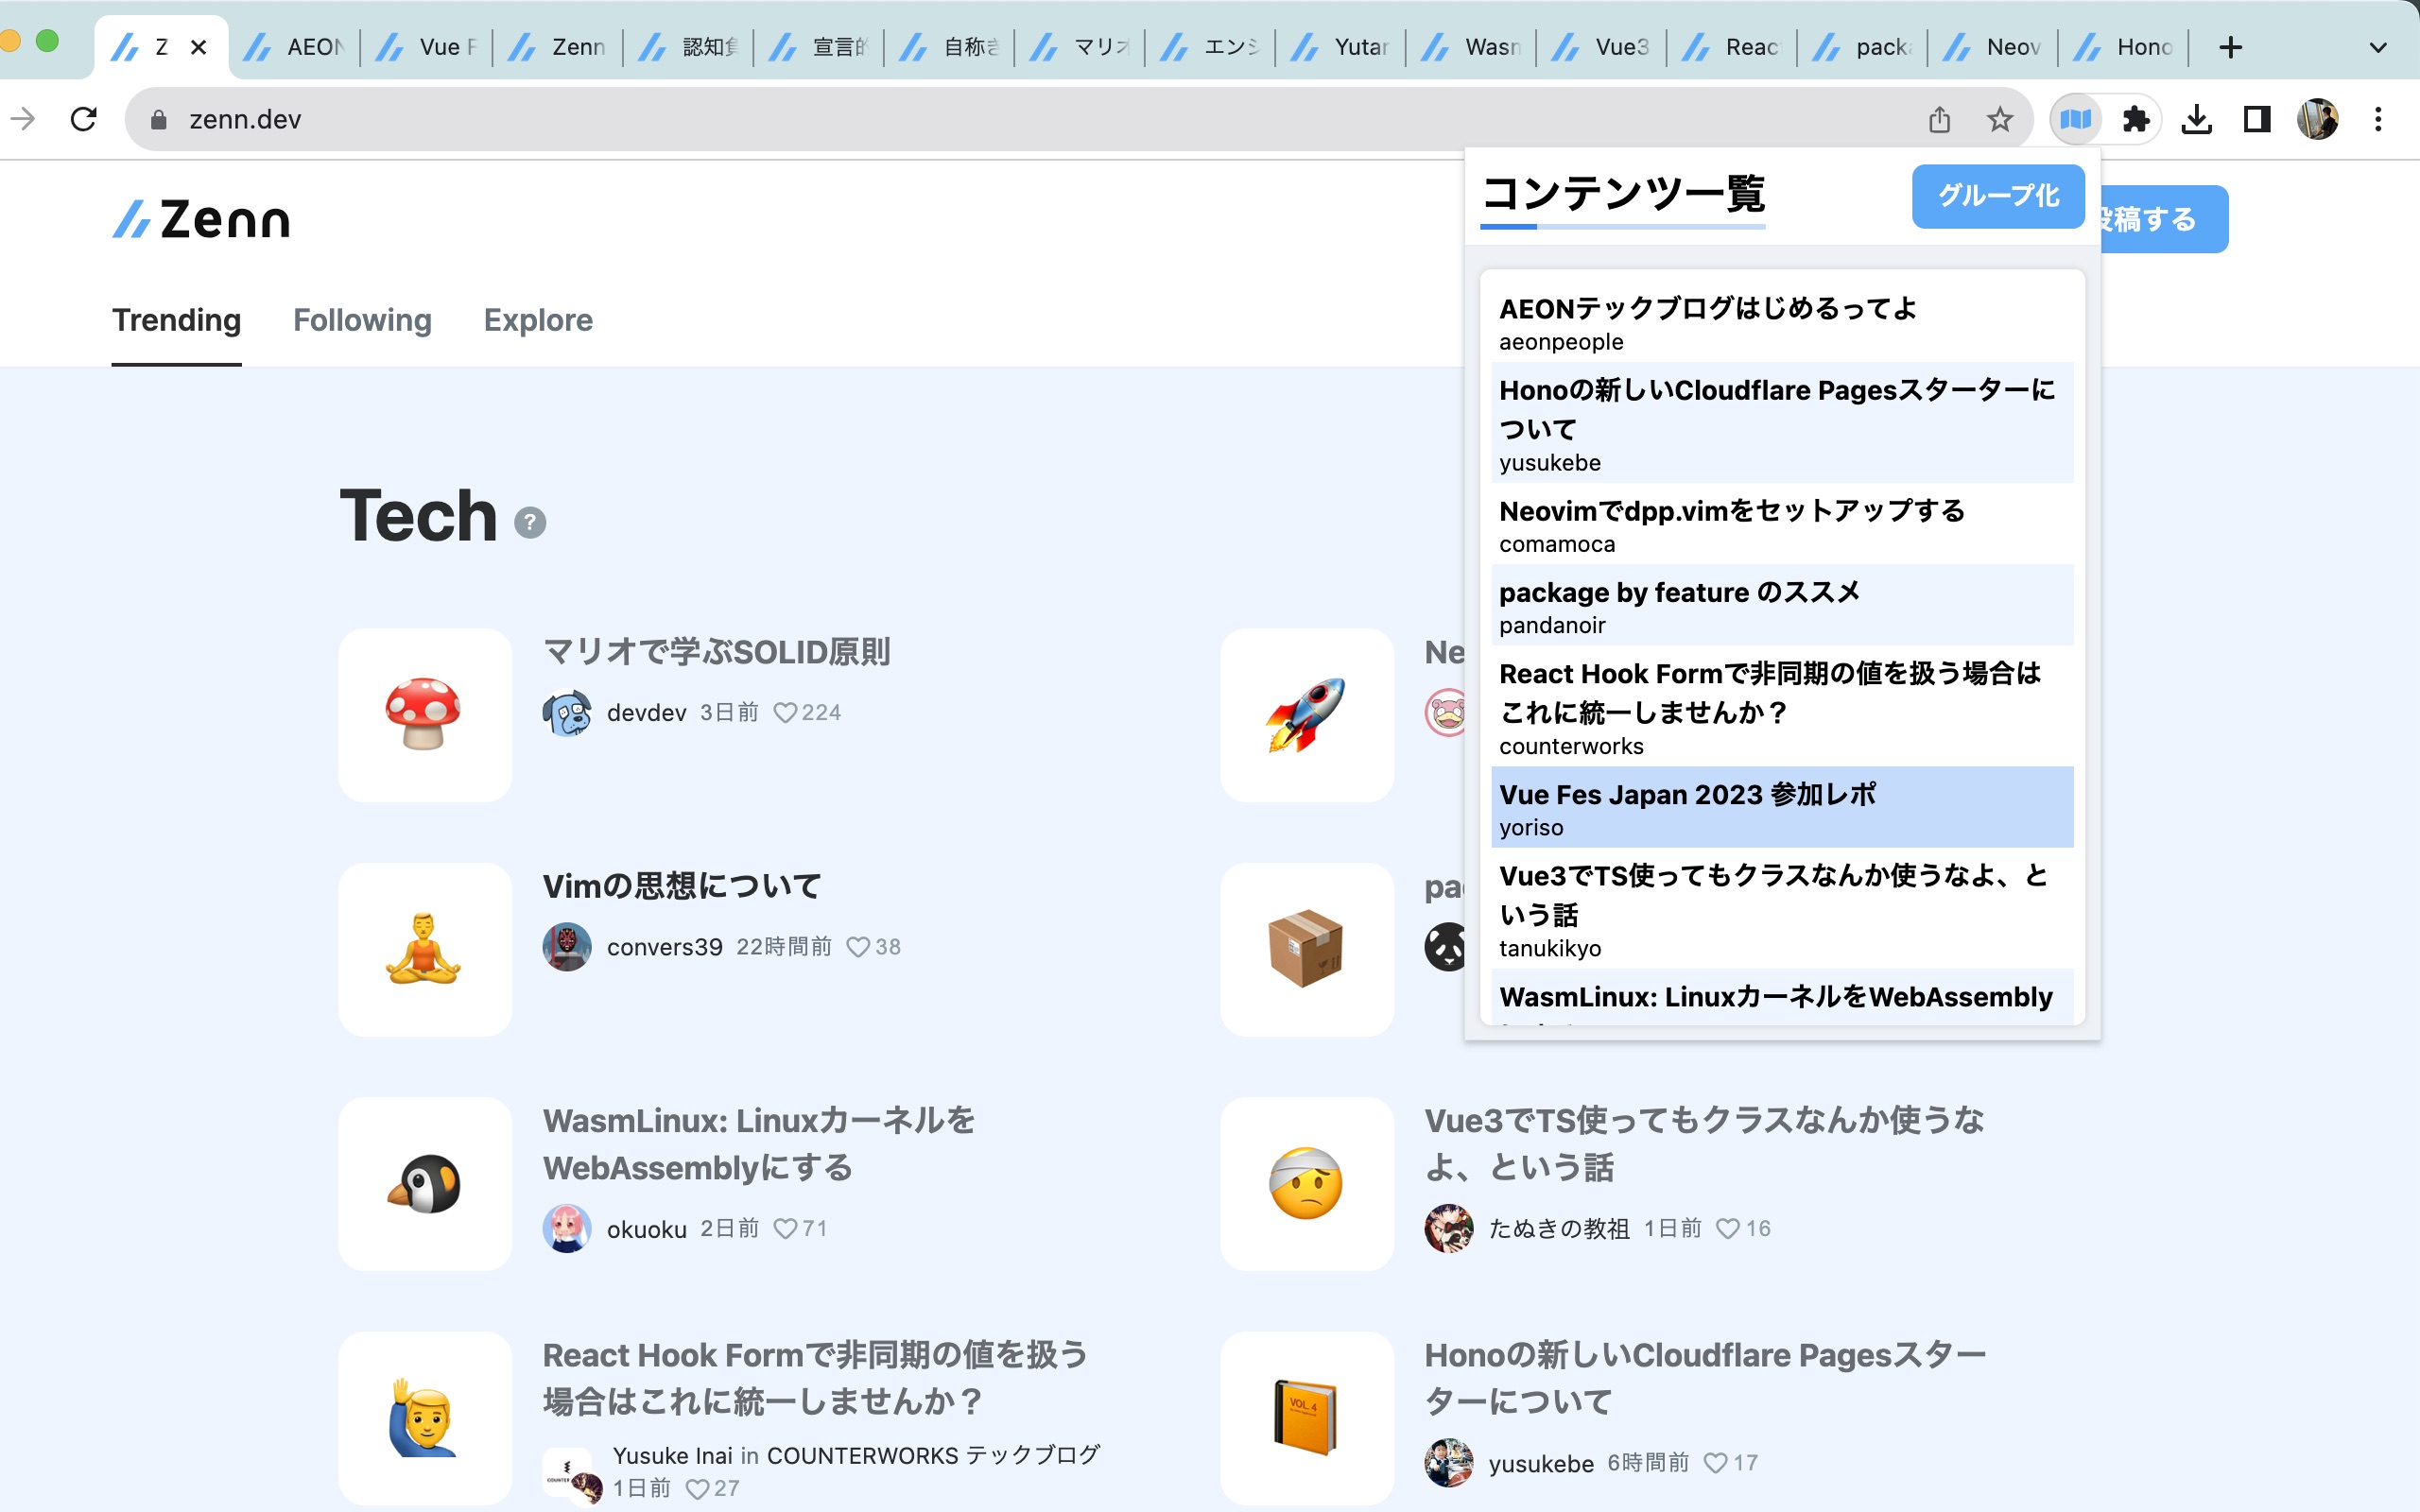 Z
AEON
Vue F
Zenn
認知
宣言的
自称き
マリオ
エンジ
Yutar
Wasm
Vue3
Reac
pack
Neov
Hono
zenn.dev
Zenn
コンテンツ一覧
グループ化
投稿する
Trending
Following
Explore
AEONテックブログはじめるってよ
aeonpeople
Honoの新しいCloudflare Pagesスターターに
ついて
yusukebe
Neovimでdpp.vimをセットアップする
comamoca
package by feature のススメ
pandanoir
React Hook Formで非同期の値を扱う場合は
これに統一しませんか？
counterworks
Vue Fes Japan 2023 参加レポ
yoriso
Vue3でTS使ってもクラスなんか使うなよ、と
いう話
tanukikyo
WasmLinux: LinuxカーネルをWebAssembly
Tech ?
マリオで学ぶSOLID原則
devdev 3日前 224
Ne
Vimの思想について
convers39 22時間前 38
pa
WasmLinux: Linuxカーネルを
WebAssemblyにする
okuoku 2日前 71
Vue3でTS使ってもクラスなんか使うな
よ、という話
たぬきの教祖 1日前 16
React Hook Formで非同期の値を扱う
場合はこれに統一しませんか？
Yusuke Inai in COUNTERWORKS テックブログ
1日前 27
VOL. 4
Honoの新しいCloudflare Pagesスター
ターについて
yusukebe 6時間前 17